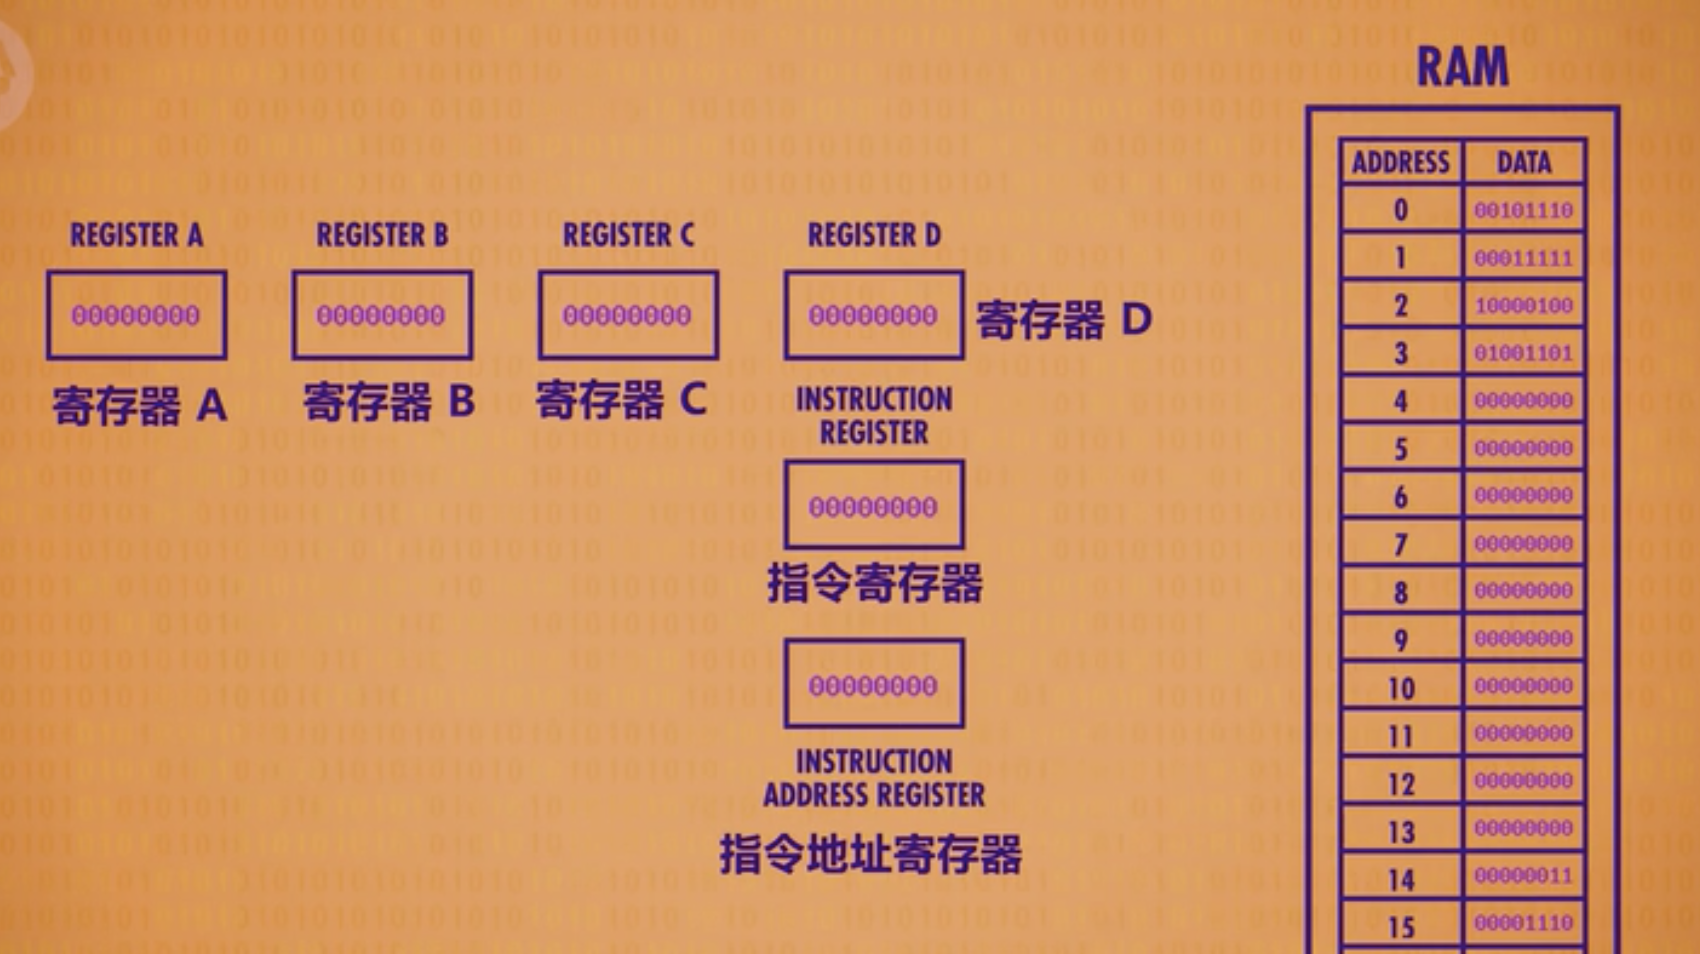 RAM
ADDRESS DATA
0 00101110
1 00011111
2 10000100
3 01001101
4 00000000
5 00000000
6 00000000
7 00000000
8 00000000
9 00000000
10 00000000
11 00000000
12 00000000
13 00000000
14 00000011
15 00001110
REGISTER A
00000000
寄存器 A
REGISTER B
00000000
寄存器 B
REGISTER C
00000000
寄存器 C
REGISTER D
00000000
寄存器 D
INSTRUCTION
REGISTER
00000000
指令寄存器
00000000
INSTRUCTION
ADDRESS REGISTER
指令地址寄存器